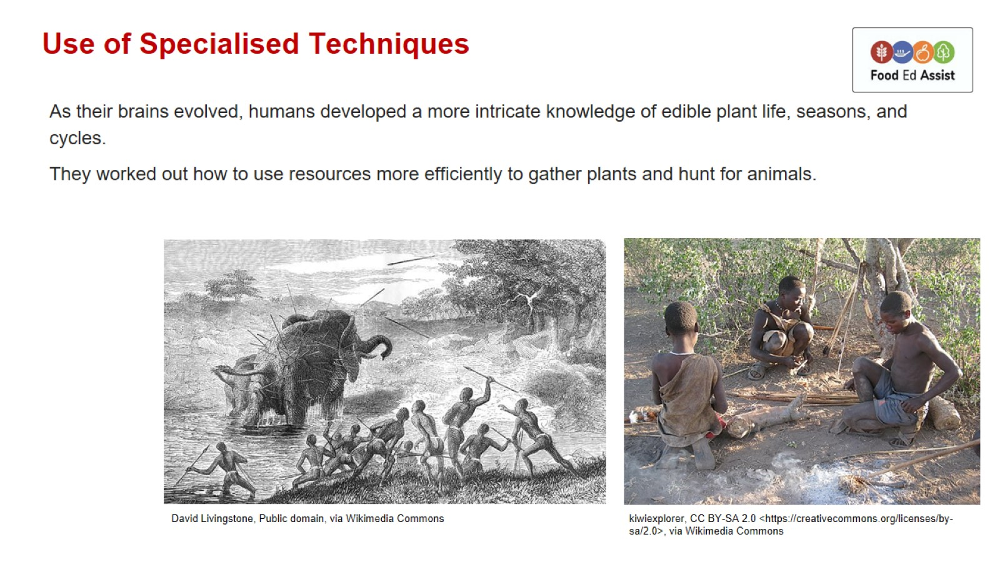 Use of Specialised Techniques
Food Ed Assist
As their brains evolved, humans developed a more intricate knowledge of edible plant life, seasons, and
cycles.
They worked out how to use resources more efficiently to gather plants and hunt for animals.
David Livingstone, Public domain, via Wikimedia Commons
kiwiexplorer, CC BY-SA 2.0 <https://creativecommons.org/licenses/by-
sa/2.0>, via Wikimedia Commons